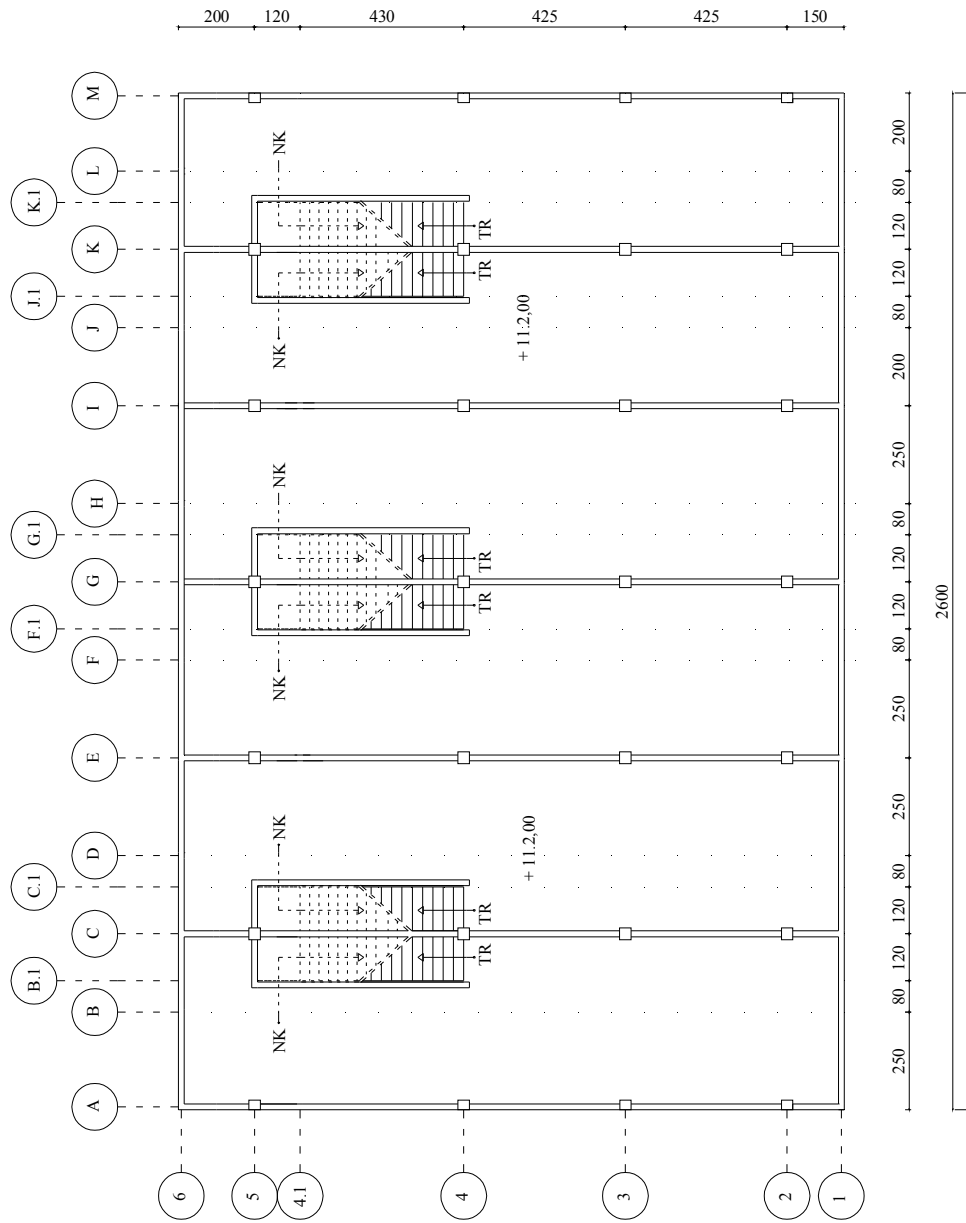 200 120 430 425 425 150
M
L
K.1
K
J.1
J
I
H
G.1
G
F.1
F
E
D
C.1
C
B.1
B
A
NK
TR
TR
NK
+ 11:2,00
NK
TR
TR
NK
NK
TR
TR
NK
+ 11.2,00
200
80
120
120
80
200
250
80
120
120
80
250
250
80
120
120
80
250
2600
6 5 4.1 4 3 2 1